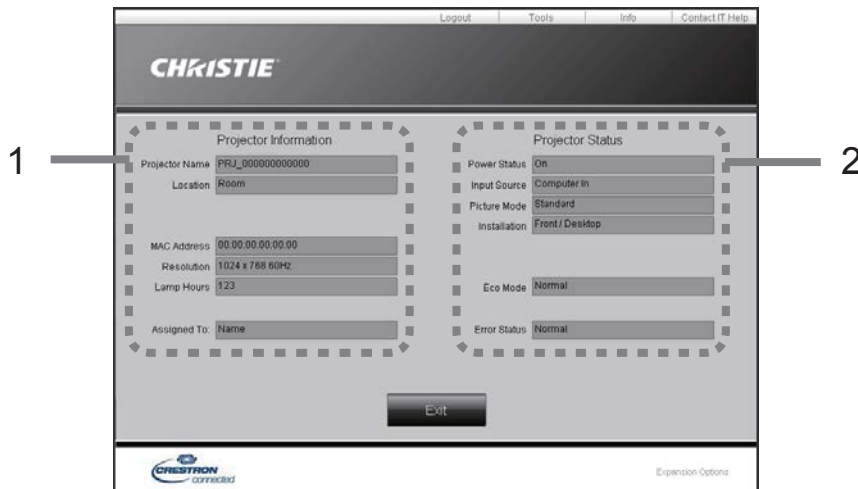 Logout Tools Info Contact IT Help
CHRISTIE
1
Projector Information
Projector Name PRJ_000000000000
Location Room
MAC Address 00:00:00:00:00:00
Resolution 1024 x 768 60Hz
Lamp Hours 123
Assigned To: Name
2
Projector Status
Power Status On
Input Source Computer In
Picture Mode Standard
Installation Front / Desktop
Eco Mode Normal
Error Status Normal
Exit
CRESTRON
connected
Expansion Options